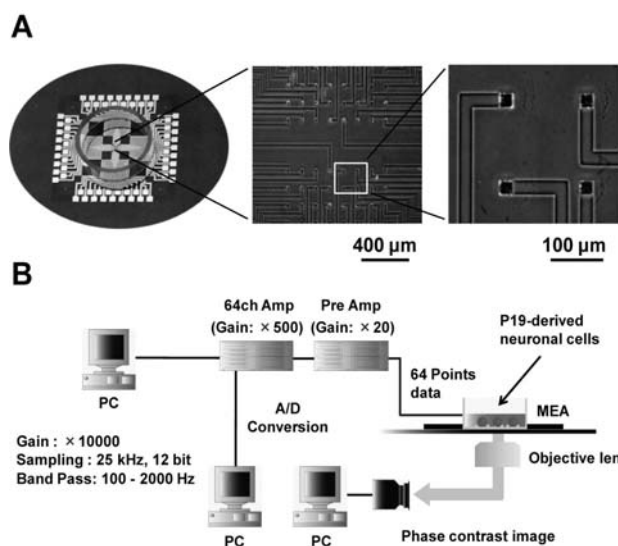 A
400 µm
100 µm
B
64ch Amp
(Gain: ×500)
Pre Amp
(Gain: ×20)
P19-derived
neuronal cells
64 Points
data
MEA
PC
A/D
Conversion
Gain : ×10000
Sampling : 25 kHz, 12 bit
Band Pass: 100 - 2000 Hz
Objective len
PC
PC
Phase contrast image